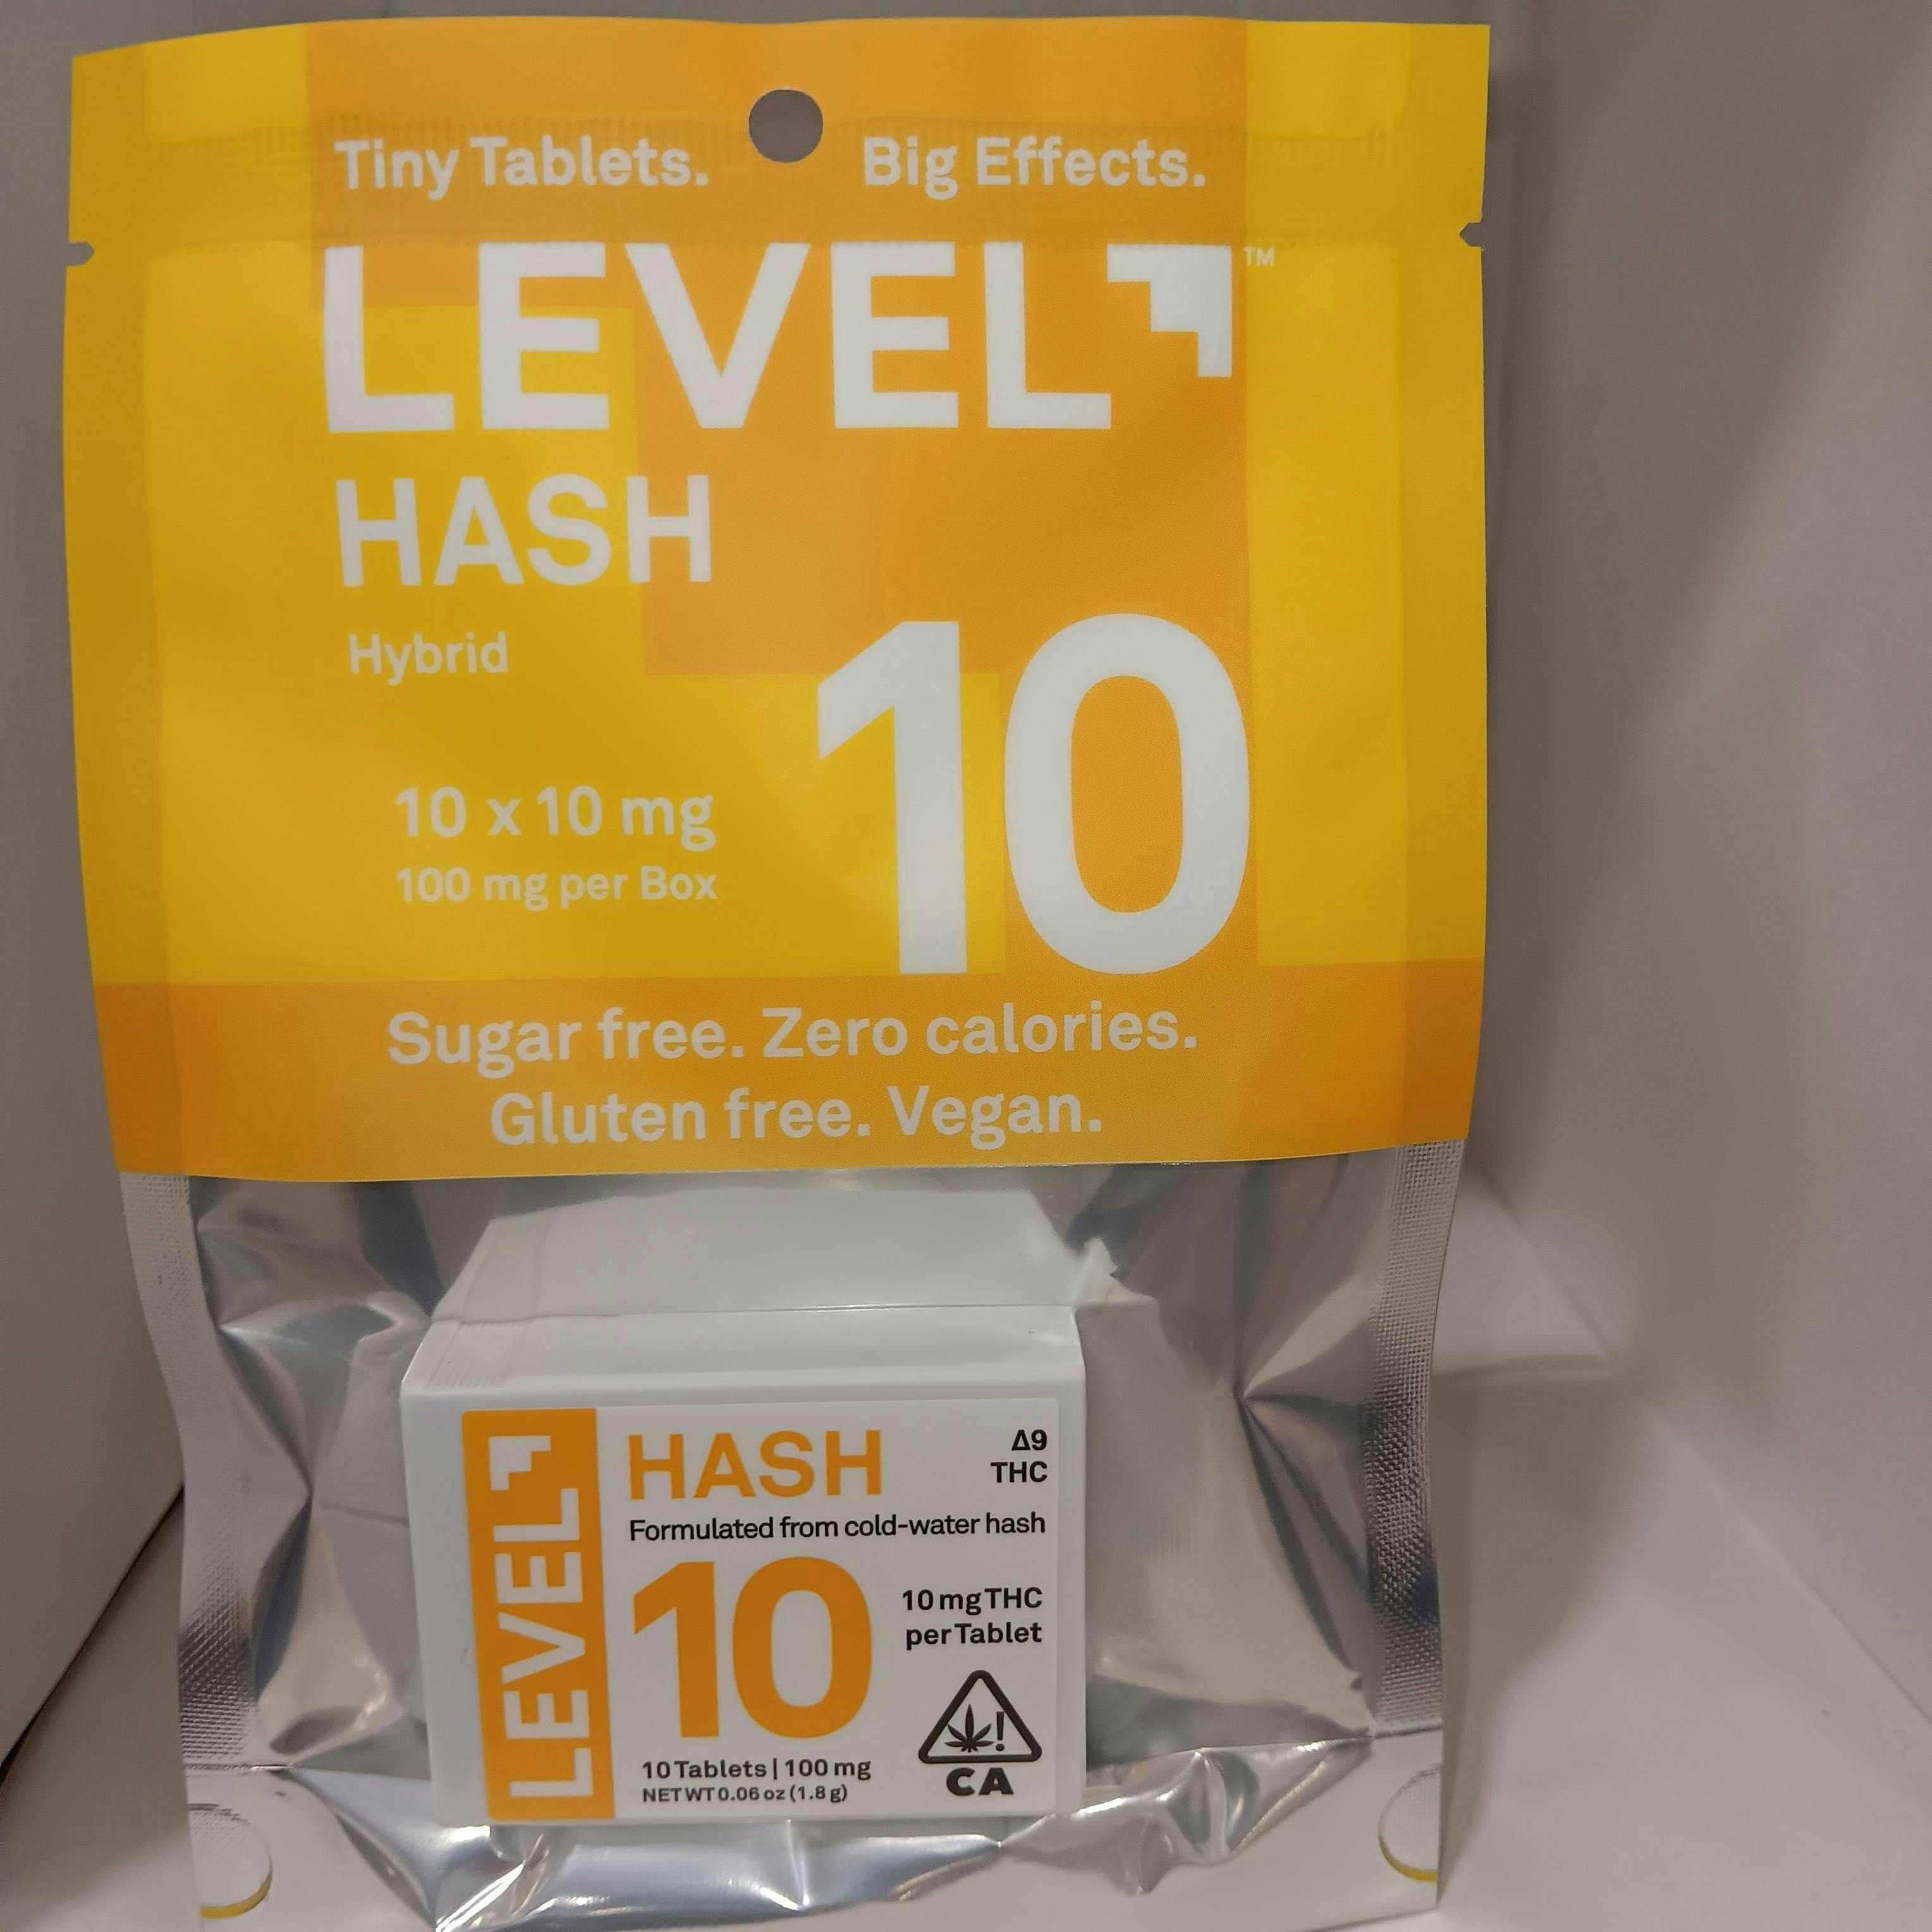 Tiny Tablets. Big Effects.
LEVEL™
HASH
Hybrid
10
10 x 10 mg
100 mg per Box
Sugar free. Zero calories.
Gluten free. Vegan.
LEVEL
HASH
Δ9
THC
Formulated from cold-water hash
10
10 mg THC
per Tablet
!
CA
10 Tablets | 100 mg
NET WT 0.06 oz (1.8 g)